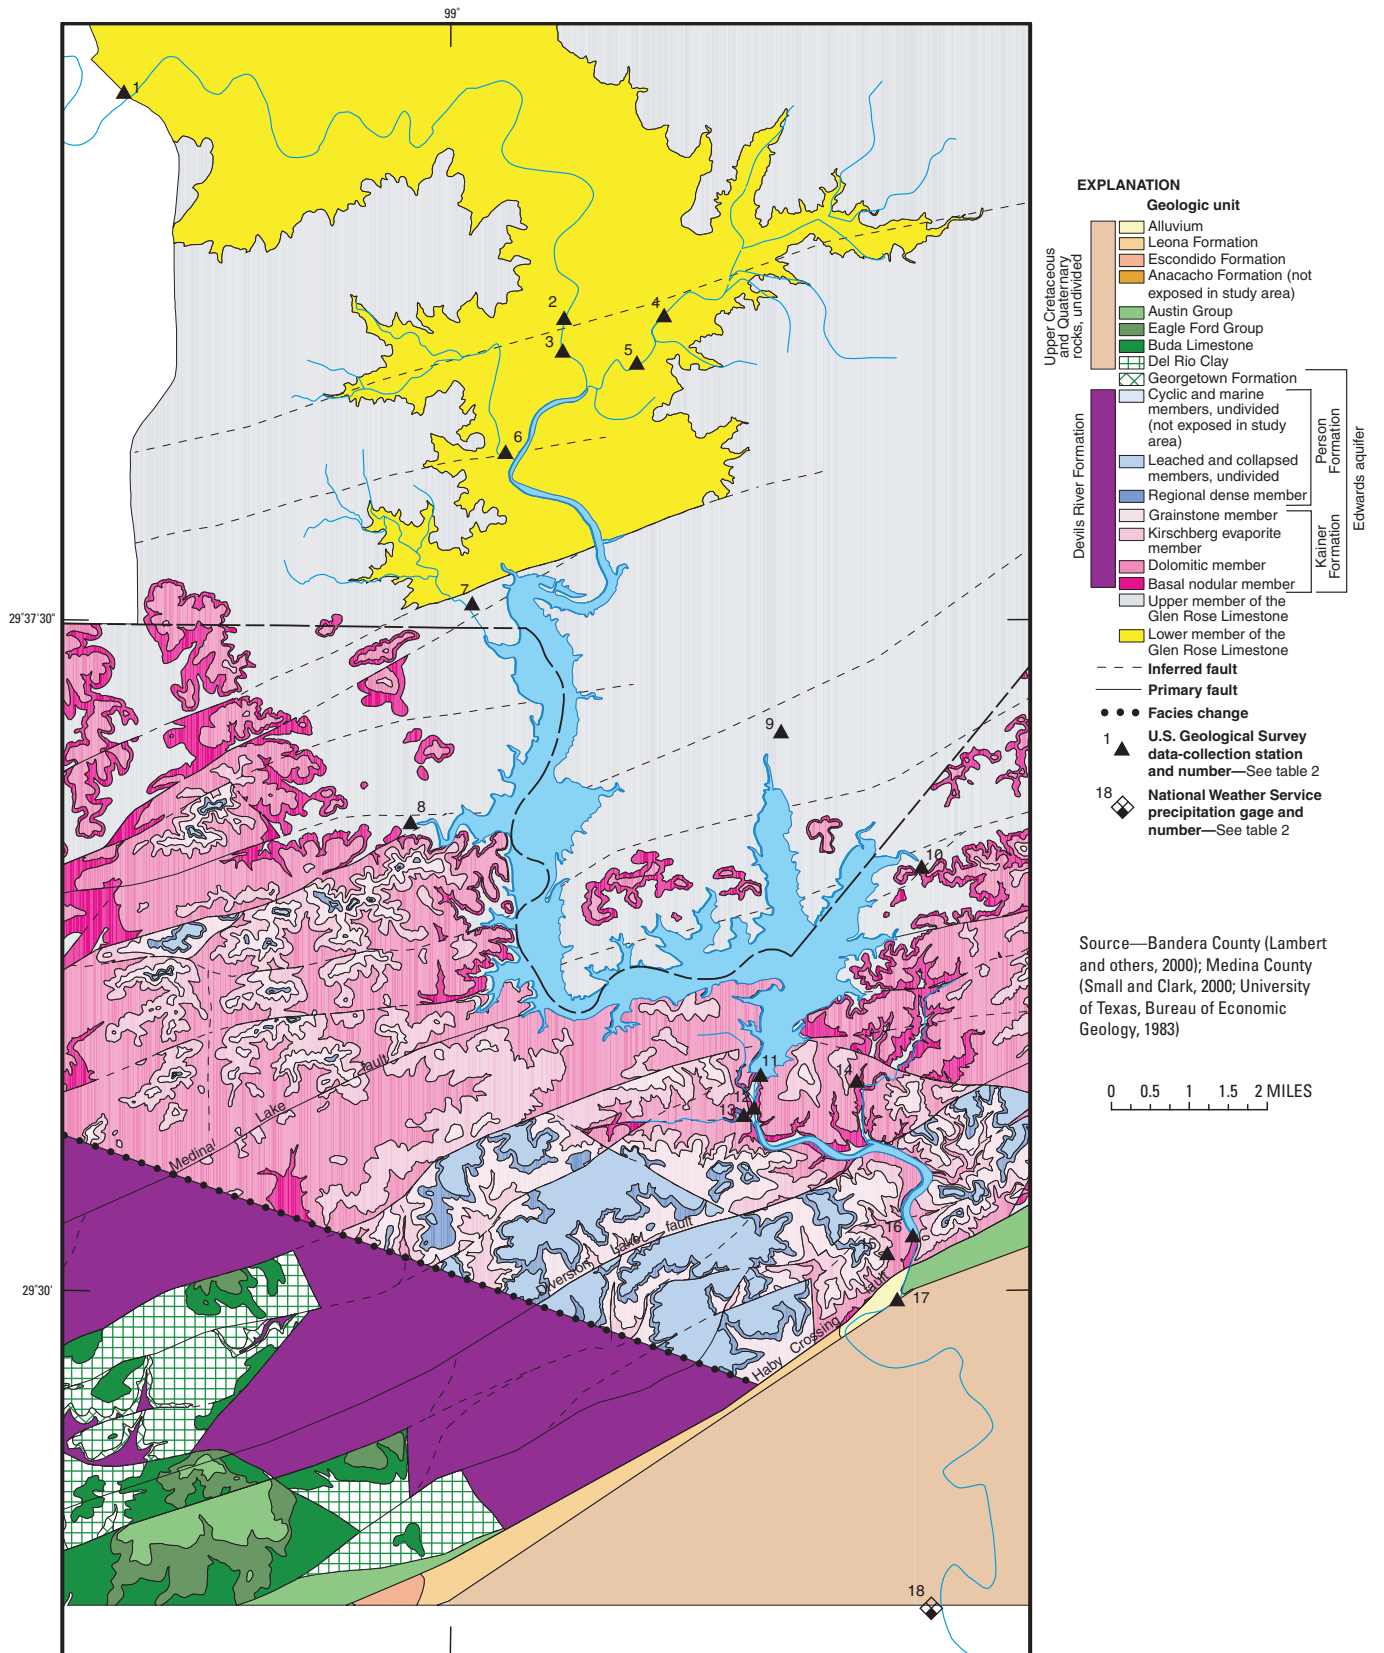 99°
1
2
3
4
5
6
7
8
9
10
11
12
13
14
15
16
17
18
29°37'30"
29°30'
Medina Lake fault
Diversion Lake fault
Haby Crossing fault
EXPLANATION
Geologic unit
Alluvium
Leona Formation
Escondido Formation
Anacacho Formation (not
exposed in study area)
Austin Group
Eagle Ford Group
Buda Limestone
Del Rio Clay
Georgetown Formation
Cyclic and marine
members, undivided
(not exposed in study
area)
Leached and collapsed
members, undivided
Regional dense member
Grainstone member
Kirschberg evaporite
member
Dolomitic member
Basal nodular member
Upper member of the
Glen Rose Limestone
Lower member of the
Glen Rose Limestone
Upper Cretaceous
and Quaternary
rocks, undivided
Devils River Formation
Person
Formation
Kainer
Formation
Edwards aquifer
Inferred fault
Primary fault
Facies change
1
U.S. Geological Survey
data-collection station
and number—See table 2
18
National Weather Service
precipitation gage and
number—See table 2
Source—Bandera County (Lambert
and others, 2000); Medina County
(Small and Clark, 2000; University
of Texas, Bureau of Economic
Geology, 1983)
0 0.5 1 1.5 2 MILES